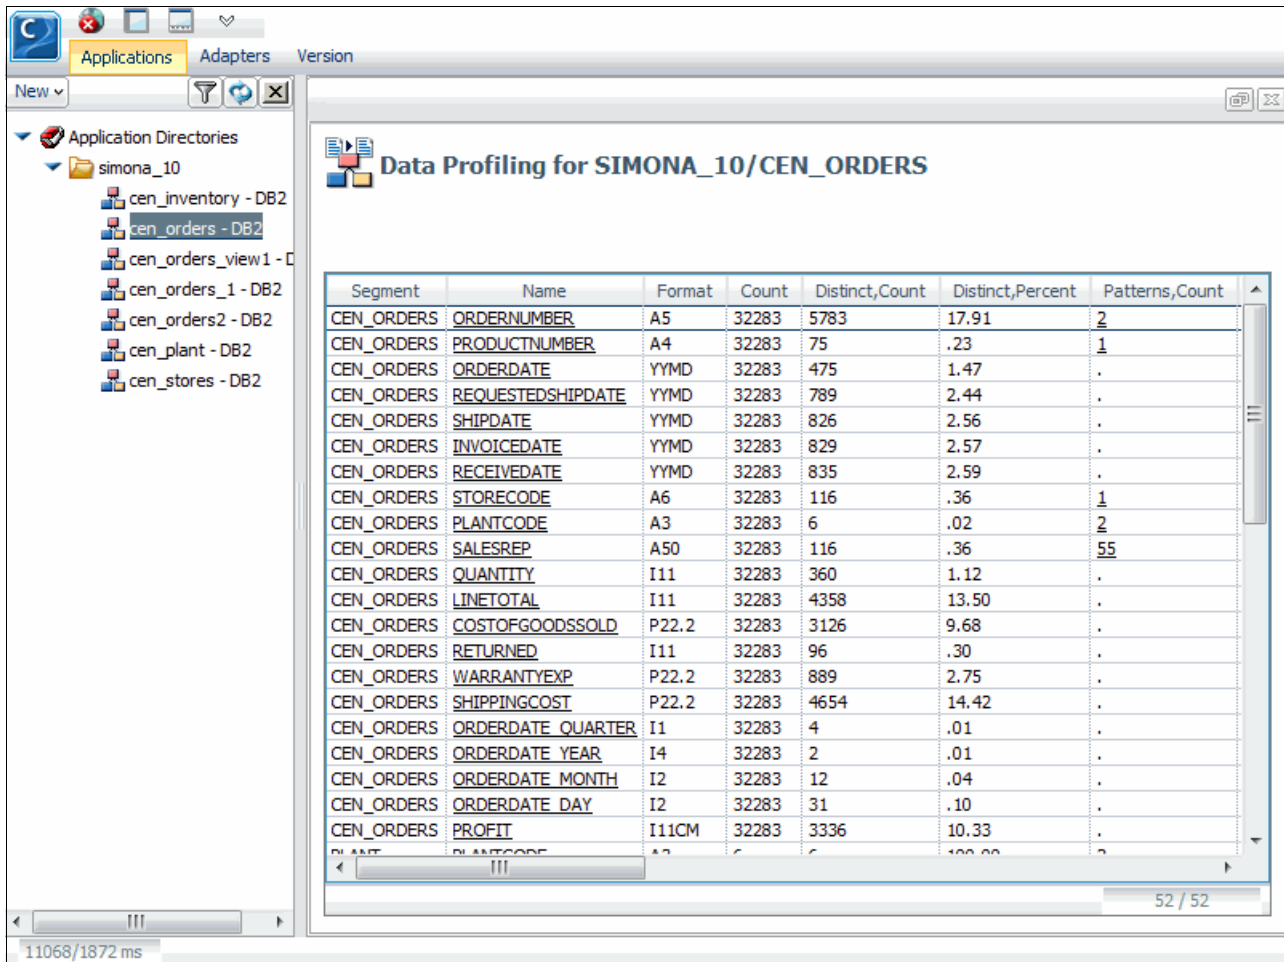 C
Applications Adapters Version
New
Application Directories
simona_10
cen_inventory - DB2
cen_orders - DB2
cen_orders_view1 - D
cen_orders_1 - DB2
cen_orders2 - DB2
cen_plant - DB2
cen_stores - DB2
Data Profiling for SIMONA_10/CEN_ORDERS
Segment Name Format Count Distinct,Count Distinct,Percent Patterns,Count
CEN_ORDERS ORDERNUMBER A5 32283 5783 17.91 2
CEN_ORDERS PRODUCTNUMBER A4 32283 75 .23 1
CEN_ORDERS ORDERDATE YYMD 32283 475 1.47 .
CEN_ORDERS REQUESTEDSHIPDATE YYMD 32283 789 2.44 .
CEN_ORDERS SHIPDATE YYMD 32283 826 2.56 .
CEN_ORDERS INVOICEDATE YYMD 32283 829 2.57 .
CEN_ORDERS RECEIVEDATE YYMD 32283 835 2.59 .
CEN_ORDERS STORECODE A6 32283 116 .36 1
CEN_ORDERS PLANTCODE A3 32283 6 .02 2
CEN_ORDERS SALESREP A50 32283 116 .36 55
CEN_ORDERS QUANTITY I11 32283 360 1.12 .
CEN_ORDERS LINETOTAL I11 32283 4358 13.50 .
CEN_ORDERS COSTOFGOODSSOLD P22.2 32283 3126 9.68 .
CEN_ORDERS RETURNED I11 32283 96 .30 .
CEN_ORDERS WARRANTYEXP P22.2 32283 889 2.75 .
CEN_ORDERS SHIPPINGCOST P22.2 32283 4654 14.42 .
CEN_ORDERS ORDERDATE_QUARTER I1 32283 4 .01 .
CEN_ORDERS ORDERDATE_YEAR I4 32283 2 .01 .
CEN_ORDERS ORDERDATE_MONTH I2 32283 12 .04 .
CEN_ORDERS ORDERDATE_DAY I2 32283 31 .10 .
CEN_ORDERS PROFIT I11CM 32283 3336 10.33 .
PLANT PLANTCODE A3 6 6 100.00 2
52 / 52
11068/1872 ms